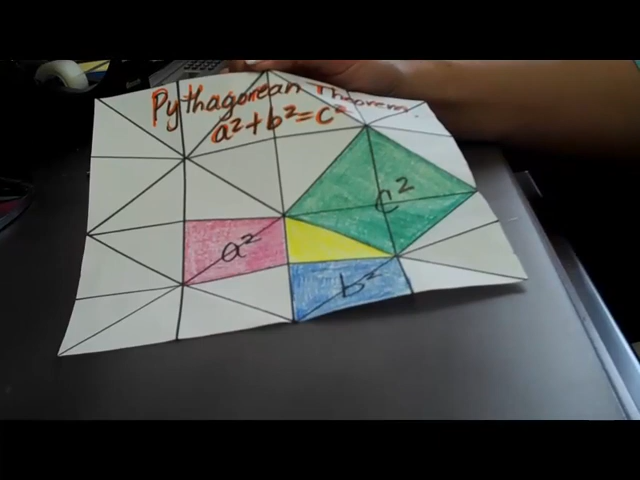 Pythagorean Theorem
a²+b²=c²
c²
a²
b²